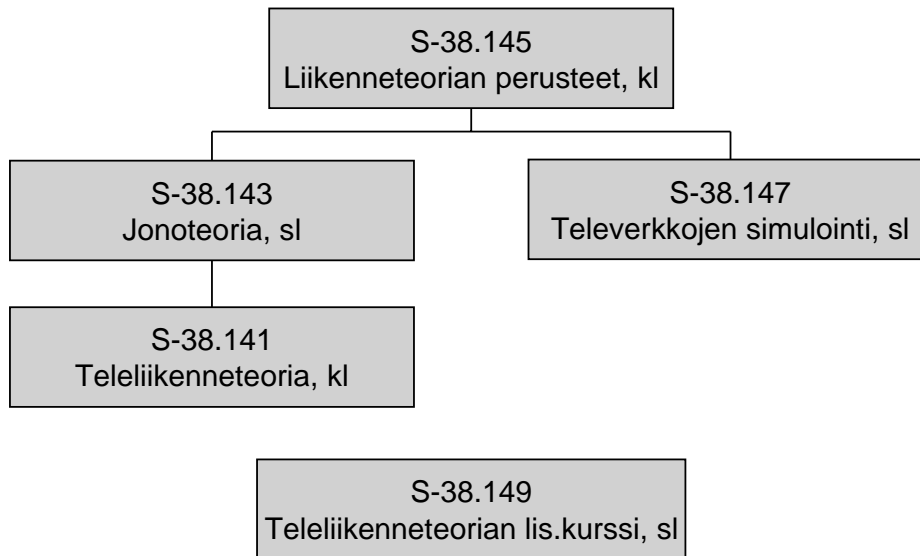 S-38.145
Liikenneteorian perusteet, kl
S-38.143
Jonoteoria, sl
S-38.147
Televerkkojen simulointi, sl
S-38.141
Teleliikenneteoria, kl
S-38.149
Teleliikenneteorian lis.kurssi, sl